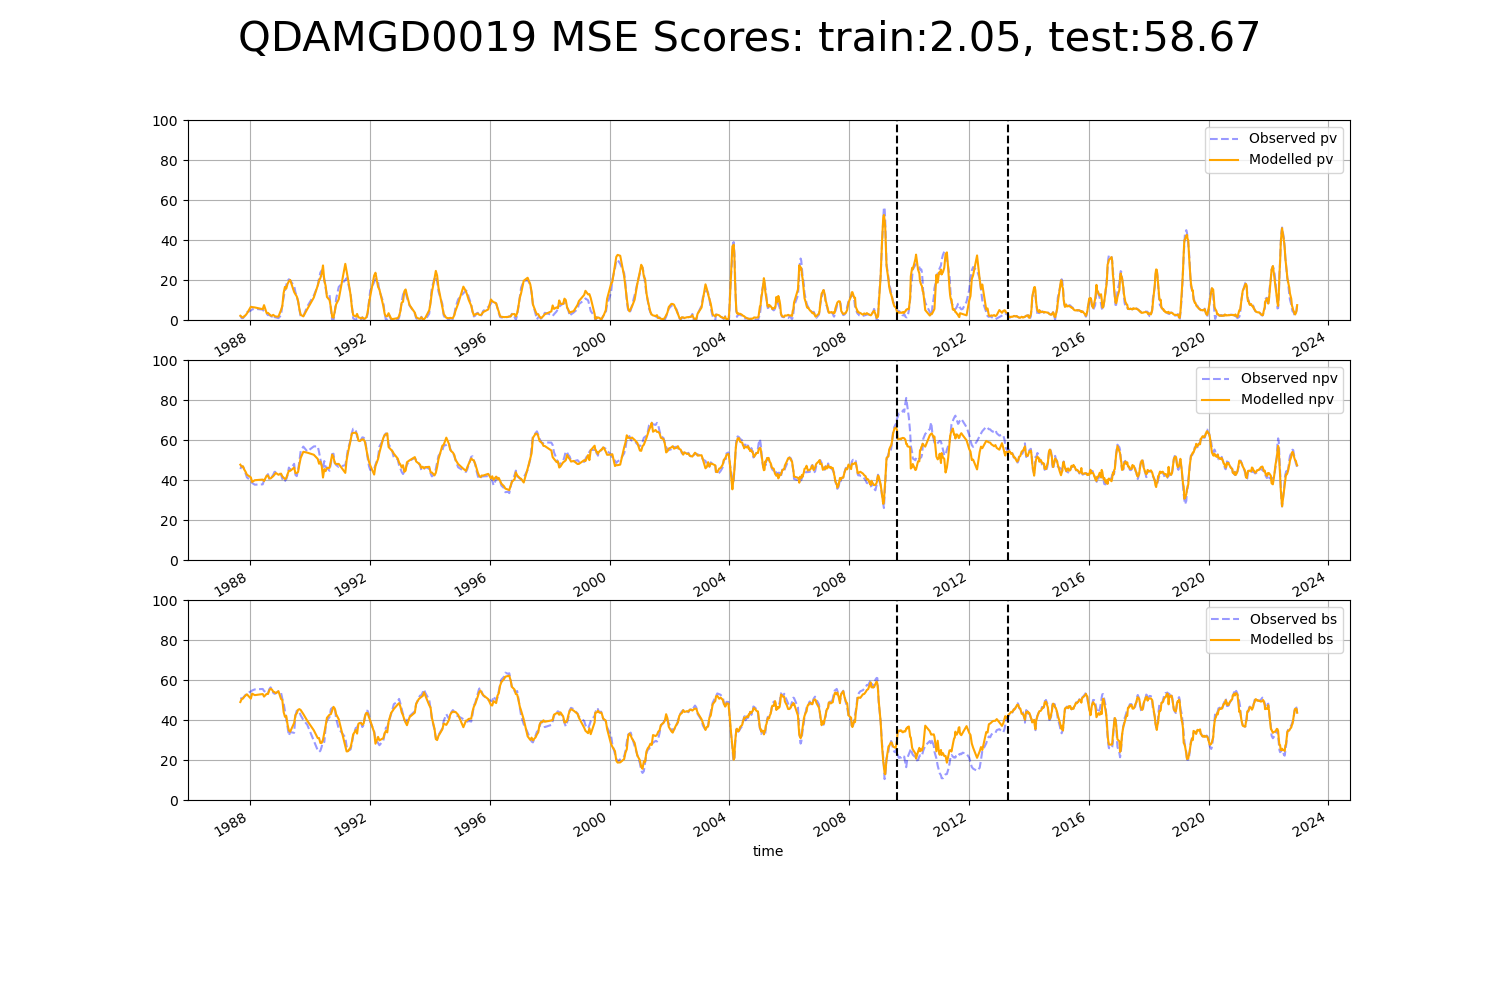 QDAMGD0019 MSE Scores: train:2.05, test:58.67
100
80
60
40
20
0
Observed pv
Modelled pv
1988 1992 1996 2000 2004 2008 2012 2016 2020 2024
100
80
60
40
20
0
Observed npv
Modelled npv
1988 1992 1996 2000 2004 2008 2012 2016 2020 2024
100
80
60
40
20
0
Observed bs
Modelled bs
1988 1992 1996 2000 2004 2008 2012 2016 2020 2024
time